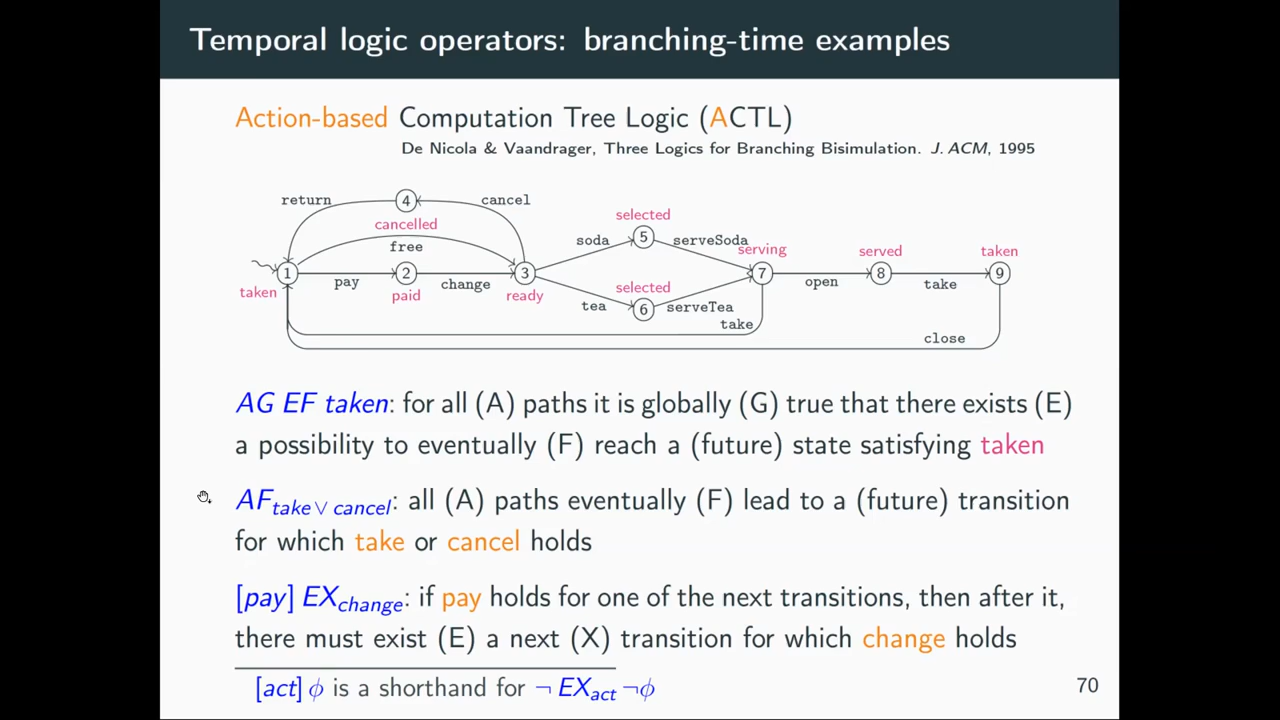 Temporal logic operators: branching-time examples
Action-based Computation Tree Logic (ACTL)
De Nicola & Vaandrager, Three Logics for Branching Bisimulation. J. ACM, 1995
return 4 cancel
cancelled
selected
free
soda 5 serveSoda
serving served taken
1 2 3 7 8 9
pay change open take
taken paid ready
selected
tea 6 serveTea
take
close
AG EF taken: for all (A) paths it is globally (G) true that there exists (E)
a possibility to eventually (F) reach a (future) state satisfying taken
AF_{take ∨ cancel}: all (A) paths eventually (F) lead to a (future) transition
for which take or cancel holds
[pay] EX_{change}: if pay holds for one of the next transitions, then after it,
there must exist (E) a next (X) transition for which change holds
[act] ϕ is a shorthand for ¬ EX_{act} ¬ϕ
70